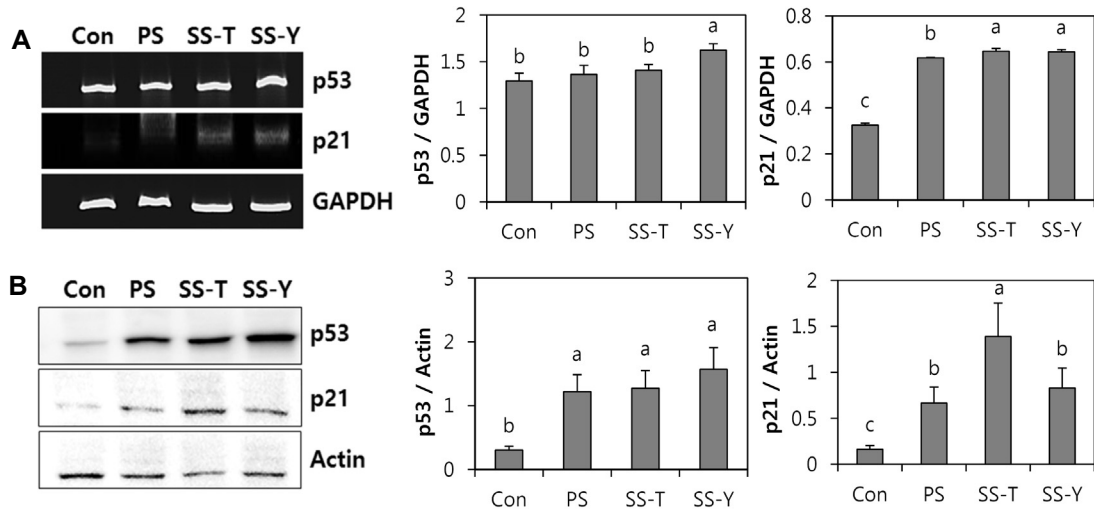 A
Con PS SS-T SS-Y
p53
p21
GAPDH
p53 / GAPDH
2
1.5
1
0.5
0
b
b
b
a
Con PS SS-T SS-Y
p21 / GAPDH
0.8
0.6
0.4
0.2
0
c
b
a
a
Con PS SS-T SS-Y
B
Con PS SS-T SS-Y
p53
p21
Actin
p53 / Actin
3
2
1
0
b
a
a
a
Con PS SS-T SS-Y
p21 / Actin
2
1.5
1
0.5
0
c
b
a
b
Con PS SS-T SS-Y